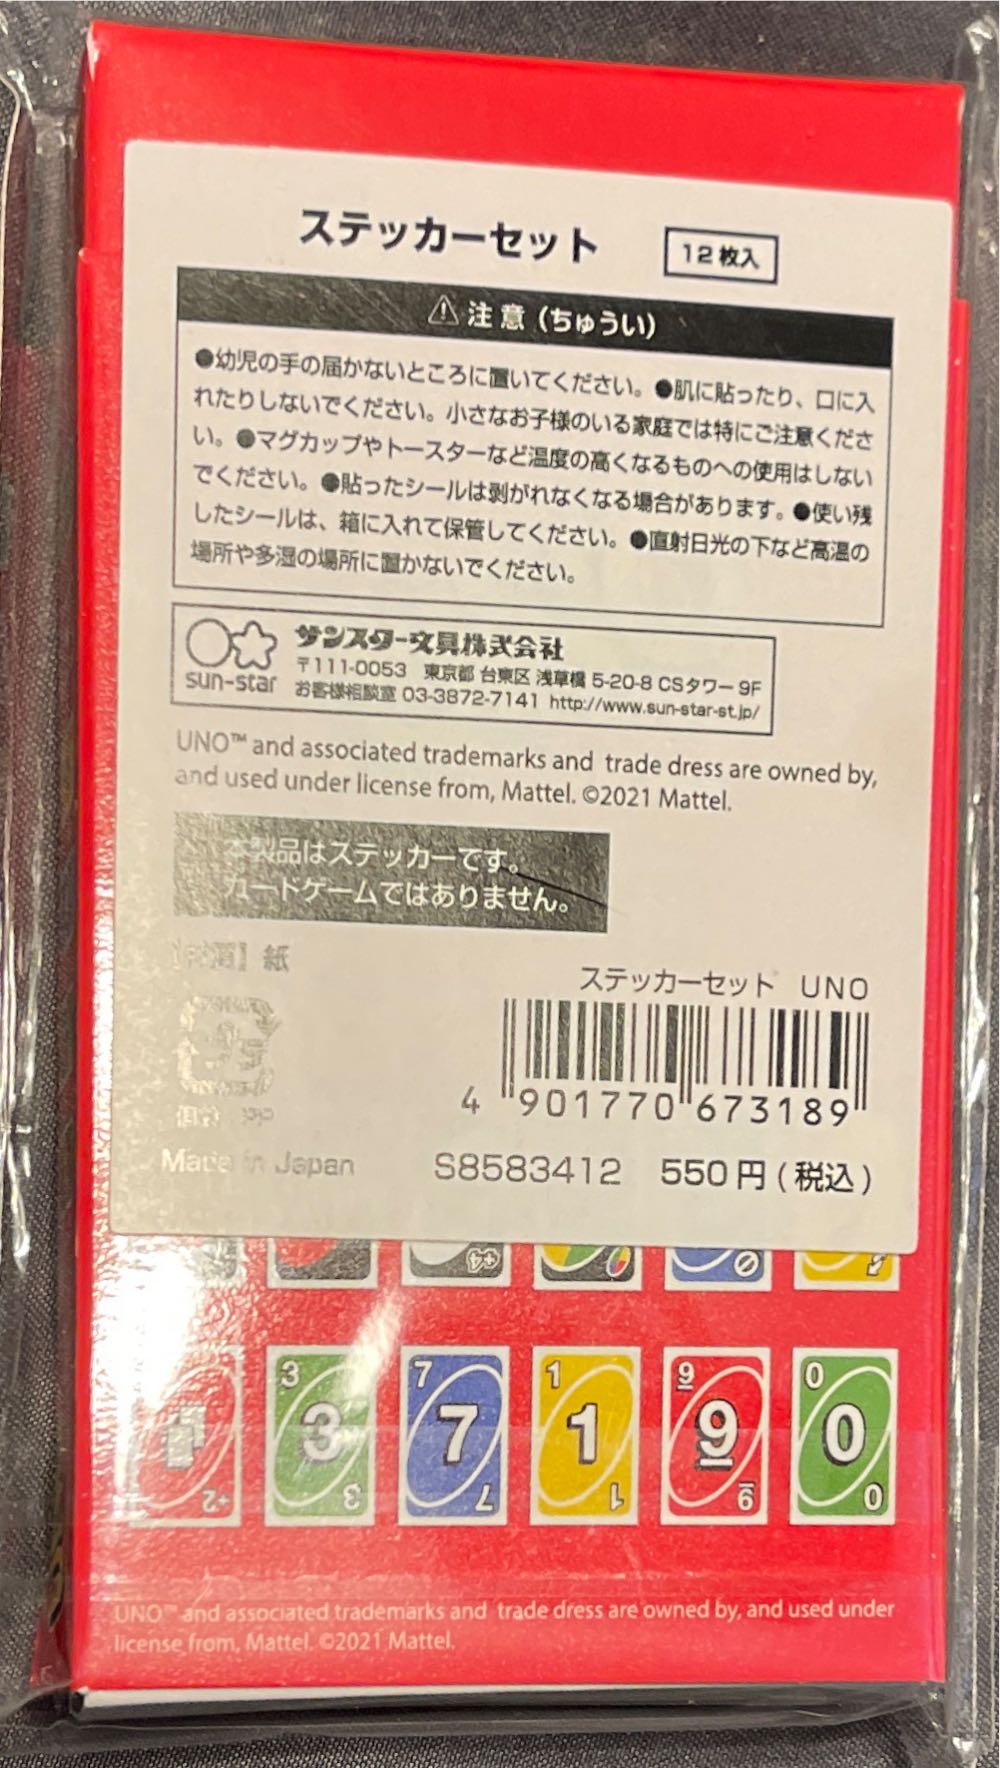 ステッカーセット 12枚入
⚠注意（ちゅうい）
●幼児の手の届かないところに置いてください。●肌に貼ったり、口に入
れたりしないでください。小さなお子様のいる家庭では特にご注意くださ
い。●マグカップやトースターなど温度の高くなるものへの使用はしない
でください。●貼ったシールは剥がれなくなる場合があります。●使い残
したシールは、箱に入れて保管してください。●直射日光の下など高温の
場所や多湿の場所に置かないでください。
サンスター文具株式会社
sun-star
〒111-0053 東京都 台東区 浅草橋 5-20-8 CSタワー 9F
お客様相談室 03-3872-7141 http://www.sun-star-st.jp/
UNO™ and associated trademarks and trade dress are owned by,
and used under license from, Mattel. ©2021 Mattel.
本製品はステッカーです。
カードゲームではありません。
紙
ステッカーセット UNO
4 901770 673189
Made in Japan
S8583412 550円(税込)
+4
+2
3 3 3
7 7 7
1 1 1
9 9 9
0 0 0
UNO™ and associated trademarks and trade dress are owned by, and used under
license from, Mattel. ©2021 Mattel.